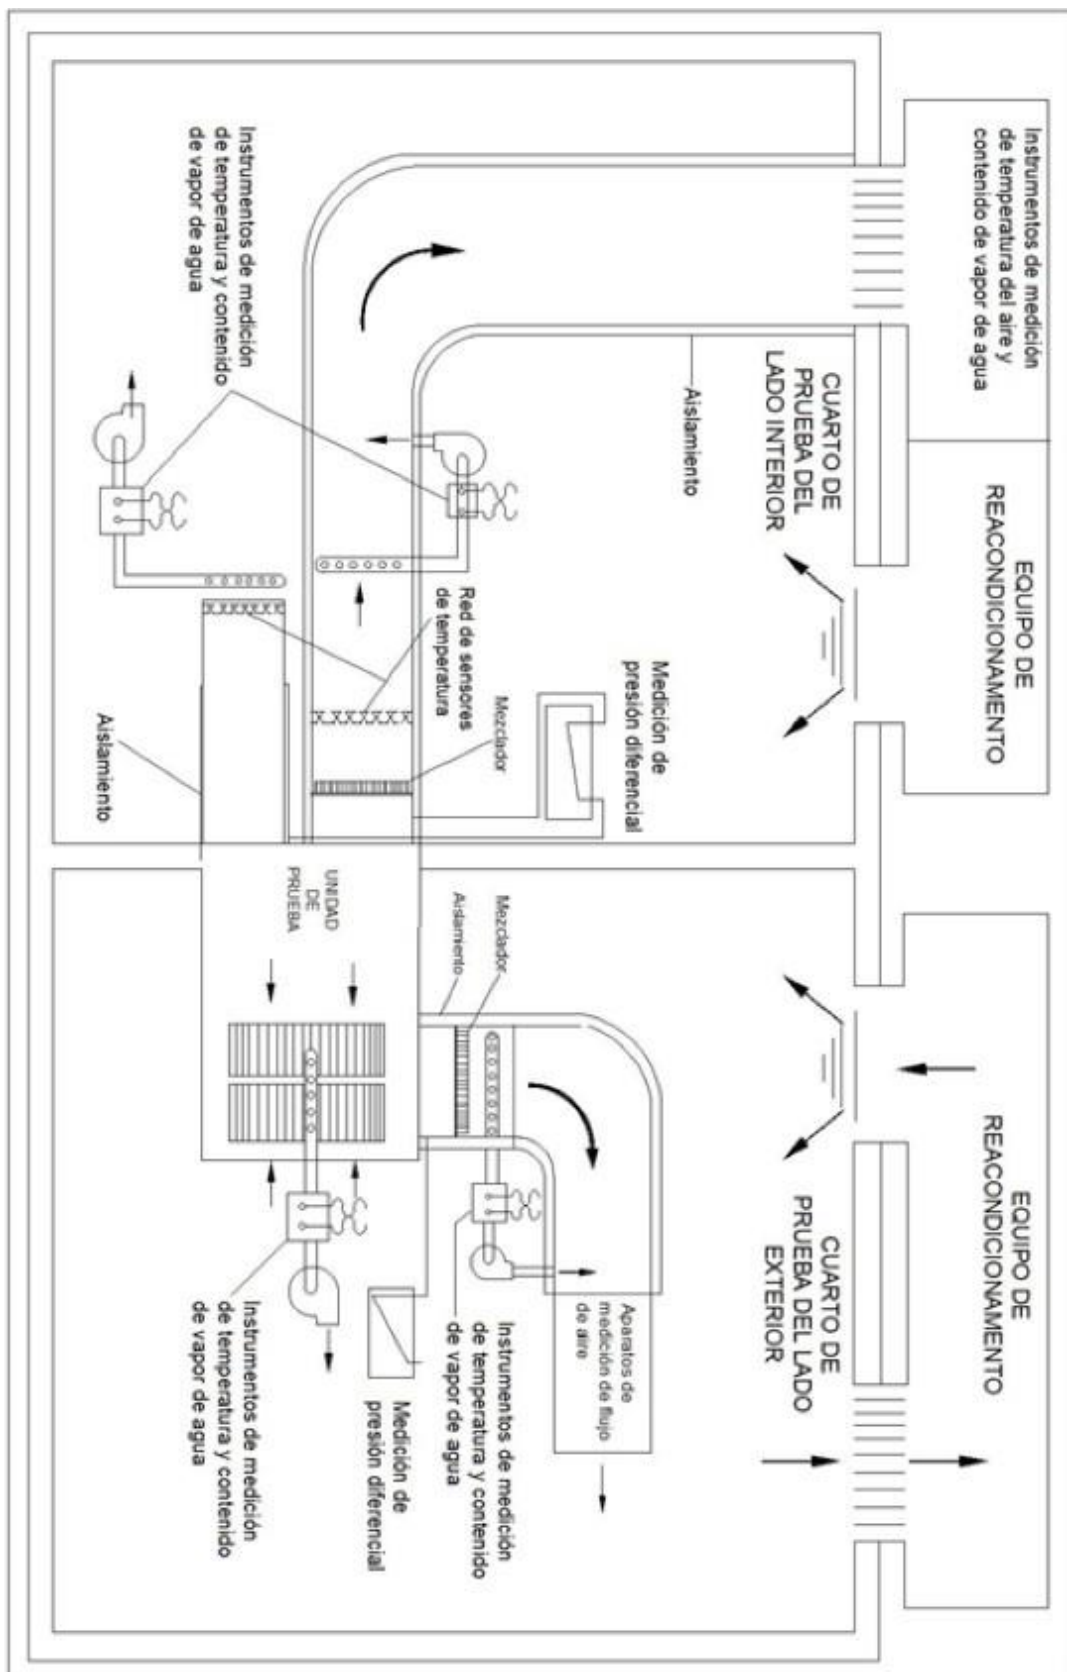 Instrumentos de medición
de temperatura del aire y
contenido de vapor de agua
EQUIPO DE
REACONDICIONAMENTO
EQUIPO DE
REACONDICIONAMENTO
CUARTO DE
PRUEBA DEL
LADO INTERIOR
CUARTO DE
PRUEBA DEL LADO
EXTERIOR
Aislamiento
Medición de
presión diferencial
Aparatos de
medición de flujo
de aire
Mezclador
Red de sensores
de temperatura
Mezclador
Aislamiento
Instrumentos de medición
de temperatura y contenido
de vapor de agua
Medición de
presión diferencial
Instrumentos de medición
de temperatura y contenido
de vapor de agua
UNIDAD
DE
PRUEBA
Instrumentos de medición
de temperatura y contenido
de vapor de agua
Aislamiento